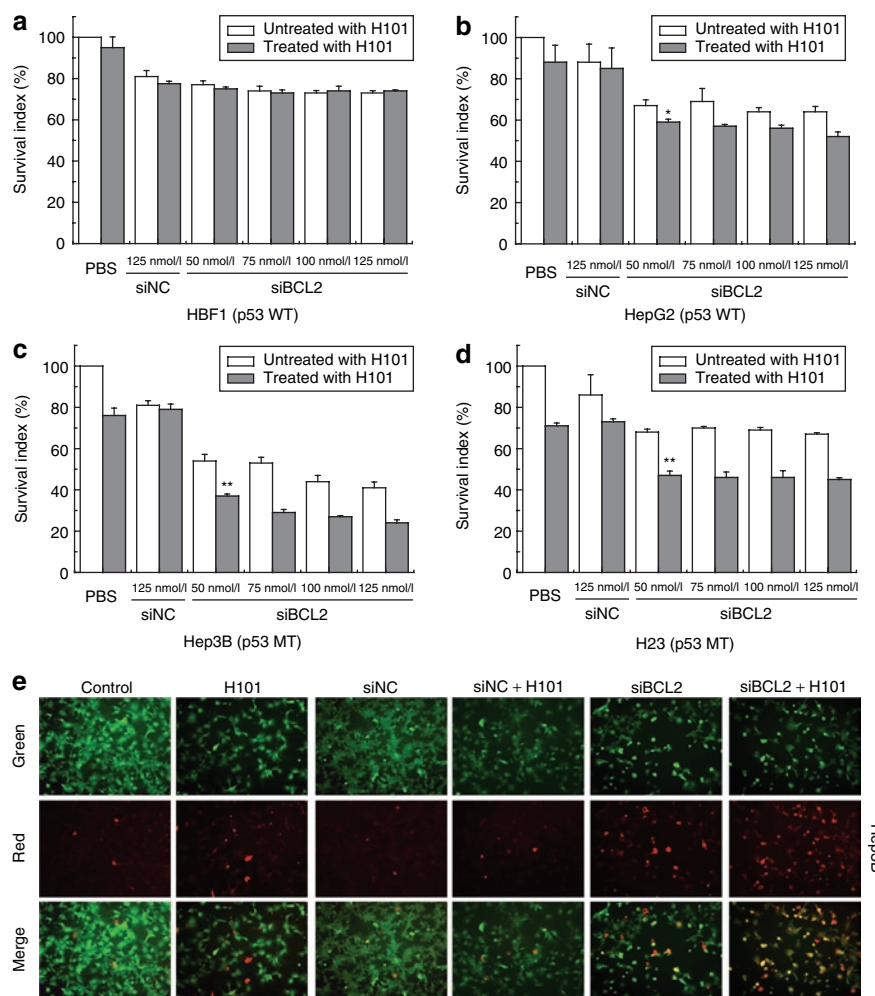 a
Untreated with H101
Treated with H101
Survival index (%)
100
80
60
40
20
0
PBS
125 nmol/l
50 nmol/l
75 nmol/l
100 nmol/l
125 nmol/l
siNC
siBCL2
HBF1 (p53 WT)
b
Untreated with H101
Treated with H101
Survival index (%)
100
80
60
40
20
0
*
PBS
125 nmol/l
50 nmol/l
75 nmol/l
100 nmol/l
125 nmol/l
siNC
siBCL2
HepG2 (p53 WT)
c
Untreated with H101
Treated with H101
Survival index (%)
100
80
60
40
20
0
**
PBS
125 nmol/l
50 nmol/l
75 nmol/l
100 nmol/l
125 nmol/l
siNC
siBCL2
Hep3B (p53 MT)
d
Untreated with H101
Treated with H101
Survival index (%)
100
80
60
40
20
0
**
PBS
125 nmol/l
50 nmol/l
75 nmol/l
100 nmol/l
125 nmol/l
siNC
siBCL2
H23 (p53 MT)
e
Control
H101
siNC
siNC + H101
siBCL2
siBCL2 + H101
Green
Red
Merge